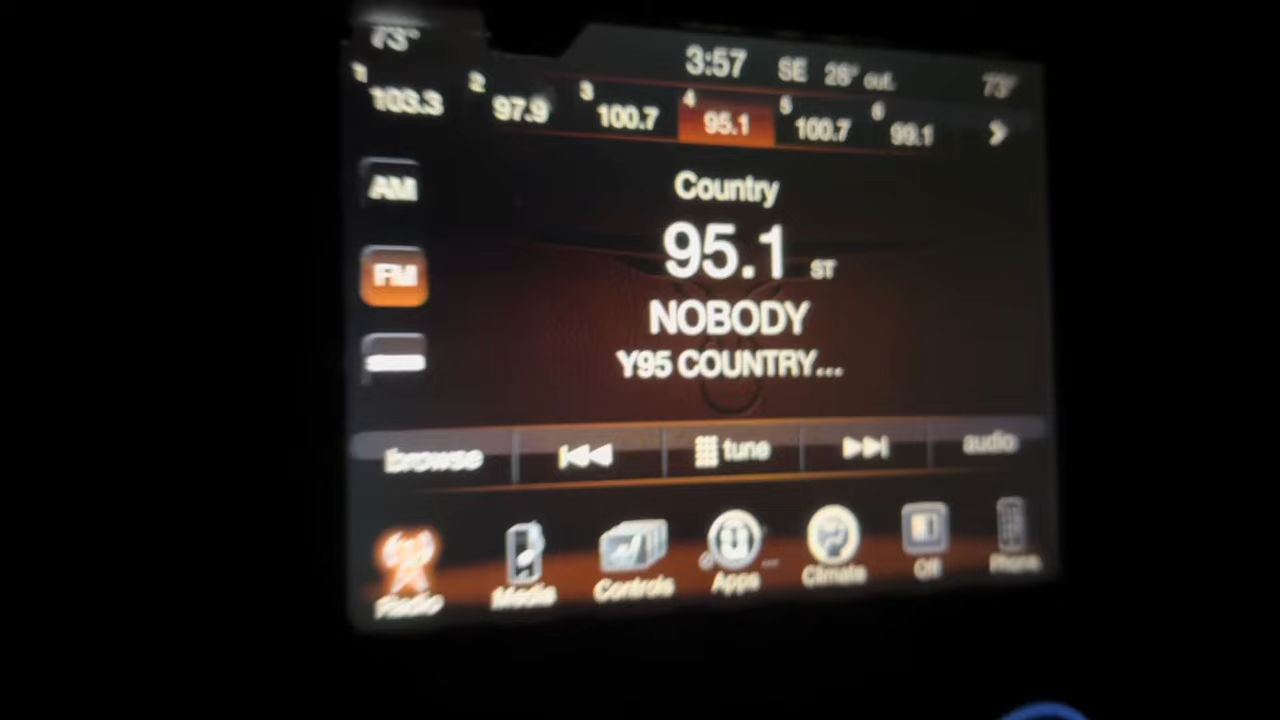 73°
3:57 SE 28° out. 73°
1 103.3 2 97.9 3 100.7 4 95.1 5 100.7 6 99.1
AM
Country
95.1 ST
FM
NOBODY
Y95 COUNTRY...
browse tune audio
Radio Media Controls Apps Climate Off Phone